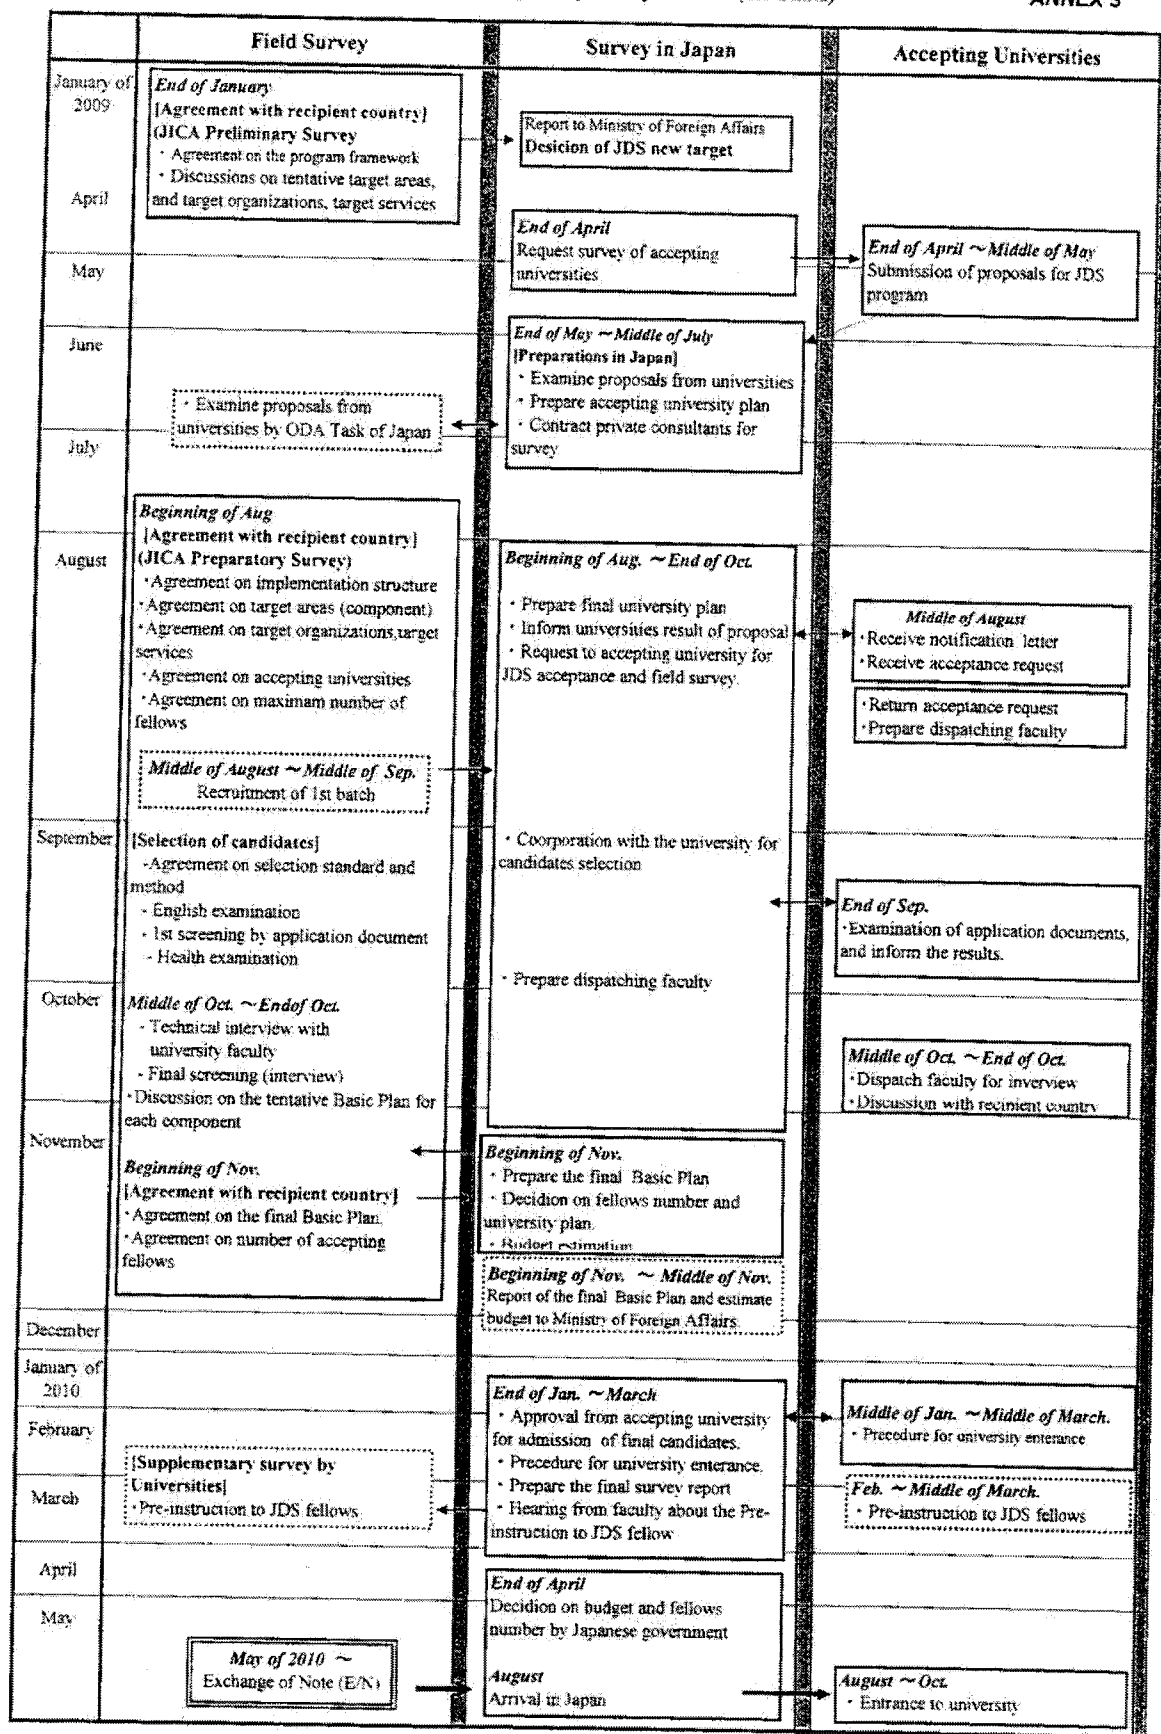 ANNEX 3
Field Survey
Survey in Japan
Accepting Universities
January of
2009
End of January
[Agreement with recipient country]
(JICA Preliminary Survey
・Agreement on the program framework
・Discussions on tentative target areas,
and target organizations, target services
Report to Ministry of Foreign Affairs
Desicion of JDS new target
April
End of April
Request survey of accepting
universities
End of April ~Middle of May
Submission of proposals for JDS
program
May
June
End of May ~Middle of July
[Preparations in Japan]
・Examine proposals from universities
・Prepare accepting university plan
・Contract private consultants for
survey
・Examine proposals from
universities by ODA Task of Japan
July
August
Beginning of Aug
[Agreement with recipient country]
(JICA Preparatory Survey)
・Agreement on implementation structure
・Agreement on target areas (component)
・Agreement on target organizations,target
services
・Agreement on accepting universities
・Agreement on maximam number of
fellows
Beginning of Aug. ~End of Oct.
・Prepare final university plan
・Inform universities result of proposal
・Request to accepting university for
JDS acceptance and field survey.
Middle of August
・Receive notification letter
・Receive acceptance request
・Return acceptance request
・Prepare dispatching faculty
Middle of August ~Middle of Sep.
Recruitment of 1st batch
September
[Selection of candidates]
-Agreement on selection standard and
method
- English examination
- 1st screening by application document
- Health examination
・Coorporation with the university for
candidates selection
End of Sep.
・Examination of application documents,
and inform the results.
・Prepare dispatching faculty
October
Middle of Oct. ~Endof Oct.
- Technical interview with
university faculty
- Final screening (interview)
・Discussion on the tentative Basic Plan for
each component
Middle of Oct. ~End of Oct.
・Dispatch faculty for inverview
・Discussion with recinient country
November
Beginning of Nov.
[Agreement with recipient country]
・Agreement on the final Basic Plan.
・Agreement on number of accepting
fellows
Beginning of Nov.
・Prepare the final Basic Plan
・Decidion on fellows number and
university plan.
・Budget estimation
Beginning of Nov. ~ Middle of Nov.
Report of the final Basic Plan and estimate
budget to Ministry of Foreign Affairs.
December
January of
2010
End of Jan. ~March
・Approval from accepting university
for admission of final candidates.
・Precedure for university enterance.
・Prepare the final survey report
・Hearing from faculty about the Pre-
instruction to JDS fellow
Middle of Jan. ~Middle of March.
・Precedure for university enterance
February
[Supplementary survey by
Universities]
・Pre-instruction to JDS fellows
March
Feb. ~Middle of March.
・Pre-instruction to JDS fellows
April
End of April
Decidion on budget and fellows
number by Japanese government
May
May of 2010 ~
Exchange of Note (E/N)
August
Arrival in Japan
August ~Oct.
・Entrance to university